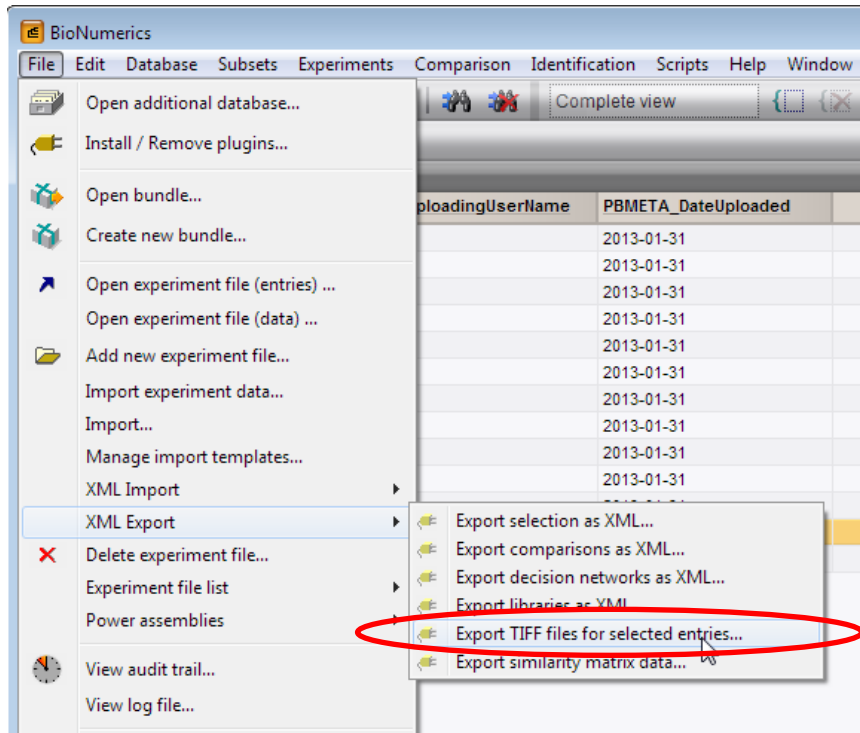 BioNumerics
File Edit Database Subsets Experiments Comparison Identification Scripts Help Window
Open additional database...
Complete view
Install / Remove plugins...
Open bundle...
ploadingUserName PBMETA_DateUploaded
Create new bundle...
2013-01-31
2013-01-31
Open experiment file (entries) ...
2013-01-31
Open experiment file (data) ...
2013-01-31
Add new experiment file...
2013-01-31
2013-01-31
Import experiment data...
2013-01-31
Import...
2013-01-31
Manage import templates...
2013-01-31
XML Import
2013-01-31
XML Export
Export selection as XML...
Delete experiment file...
Export comparisons as XML...
Experiment file list
Export decision networks as XML...
Export libraries as XML
Power assemblies
Export TIFF files for selected entries...
View audit trail...
Export similarity matrix data...
View log file...